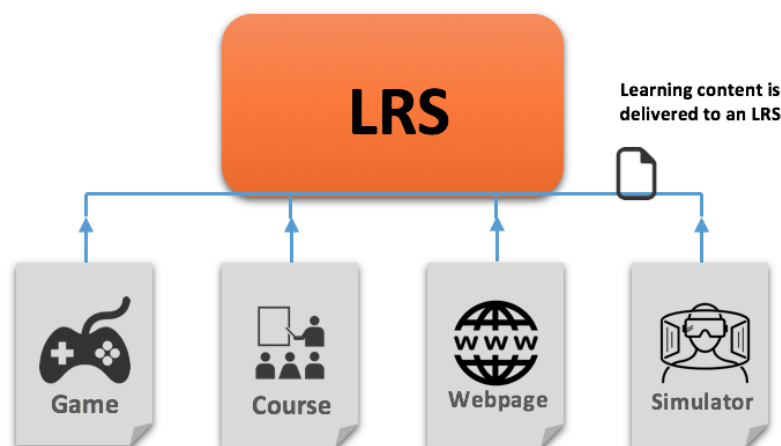 LRS
Learning content is
delivered to an LRS
Game
Course
WWW
Webpage
Simulator